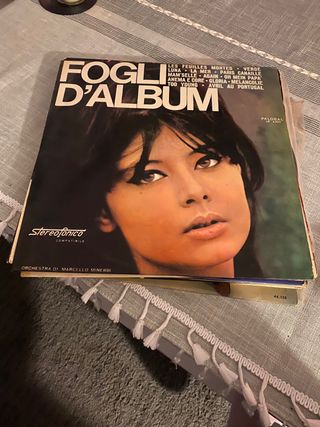 FOGLI
D'ALBUM
LES FEUILLES MORTES • VERDE
LUNA • LA MER • PARIS CANAILLE
MAM'SELLE • AGAIN • OH MEIN PAPA
ANEMA E CORE • GLORIA • MELANCOLIE
TOO YOUNG • AVRIL AU PORTUGAL
Stereofonico
COMPATIBILE
ORCHESTRA DI MARCELLO MINERBI